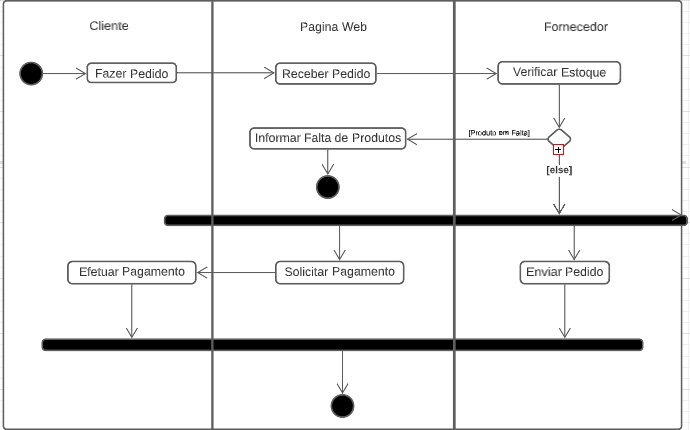 Cliente
Pagina Web
Fornecedor
Fazer Pedido
Receber Pedido
Verificar Estoque
Informar Falta de Produtos
[Produto em Falta]
[else]
Efetuar Pagamento
Solicitar Pagamento
Enviar Pedido